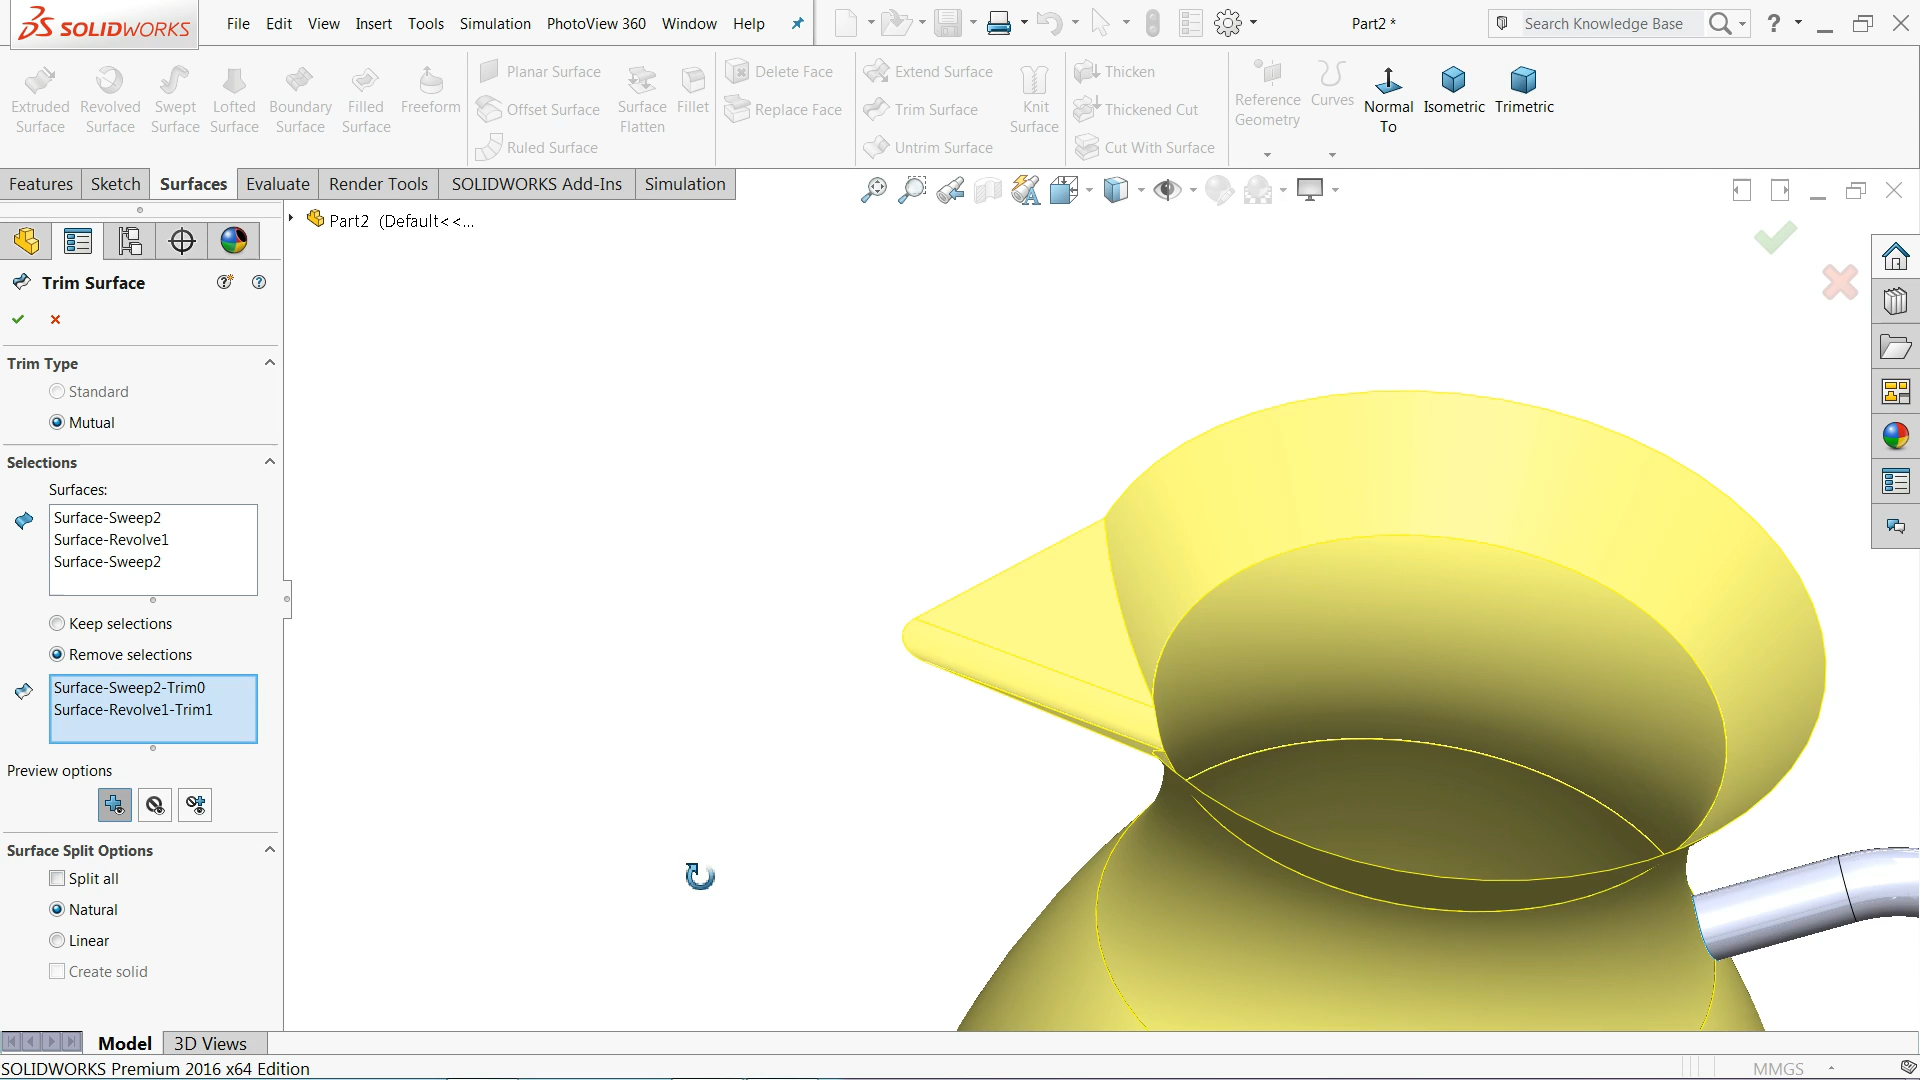 SOLIDWORKS
File Edit View Insert Tools Simulation PhotoView 360 Window Help
Part2 *
Search Knowledge Base
?
Extruded Surface
Revolved Surface
Swept Surface
Lofted Surface
Boundary Surface
Filled Surface
Freeform
Planar Surface
Offset Surface
Ruled Surface
Surface Flatten
Fillet
Delete Face
Replace Face
Extend Surface
Trim Surface
Untrim Surface
Knit Surface
Thicken
Thickened Cut
Cut With Surface
Reference Geometry
Curves
Normal To
Isometric
Trimetric
Features Sketch Surfaces Evaluate Render Tools SOLIDWORKS Add-Ins Simulation
Part2 (Default<<...
Trim Surface
Trim Type
Standard
Mutual
Selections
Surfaces:
Surface-Sweep2
Surface-Revolve1
Surface-Sweep2
Keep selections
Remove selections
Surface-Sweep2-Trim0
Surface-Revolve1-Trim1
Preview options
Surface Split Options
Split all
Natural
Linear
Create solid
Model 3D Views
SOLIDWORKS Premium 2016 x64 Edition
MMGS